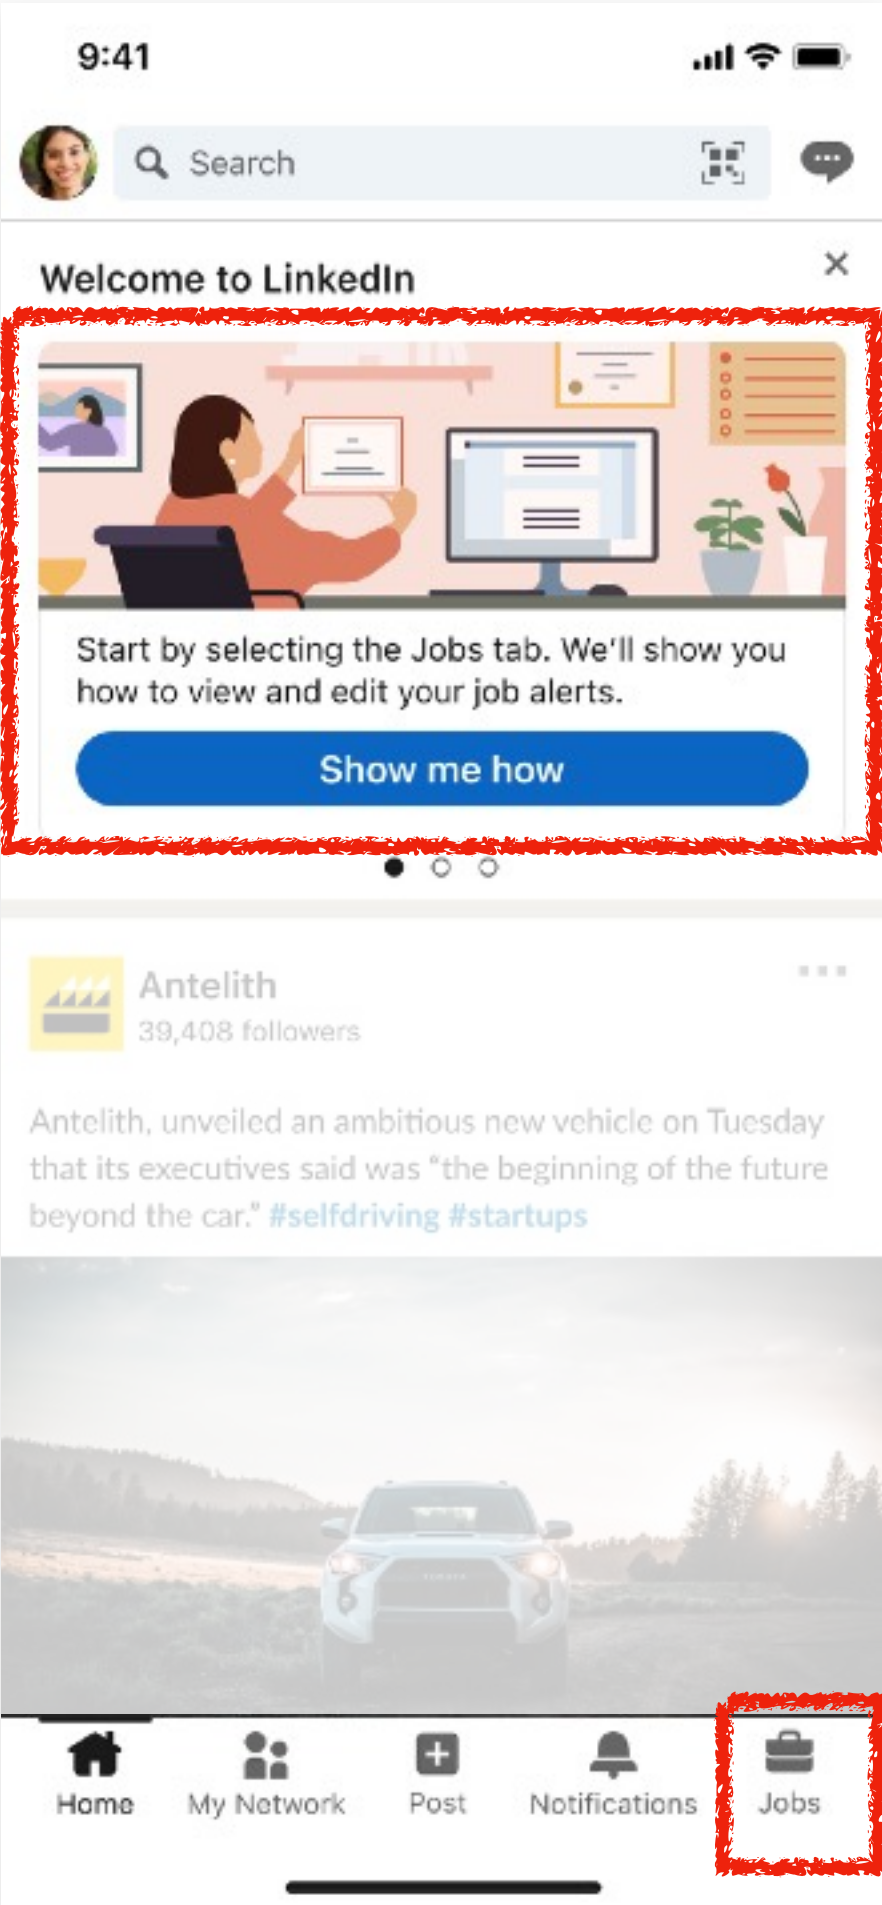 9:41
Search
Welcome to LinkedIn
Start by selecting the Jobs tab. We'll show you
how to view and edit your job alerts.
Show me how
Antelith
39,408 followers
Antelith, unveiled an ambitious new vehicle on Tuesday
that its executives said was “the beginning of the future
beyond the car.” #selfdriving #startups
TOYOTA
Home
My Network
Post
Notifications
Jobs